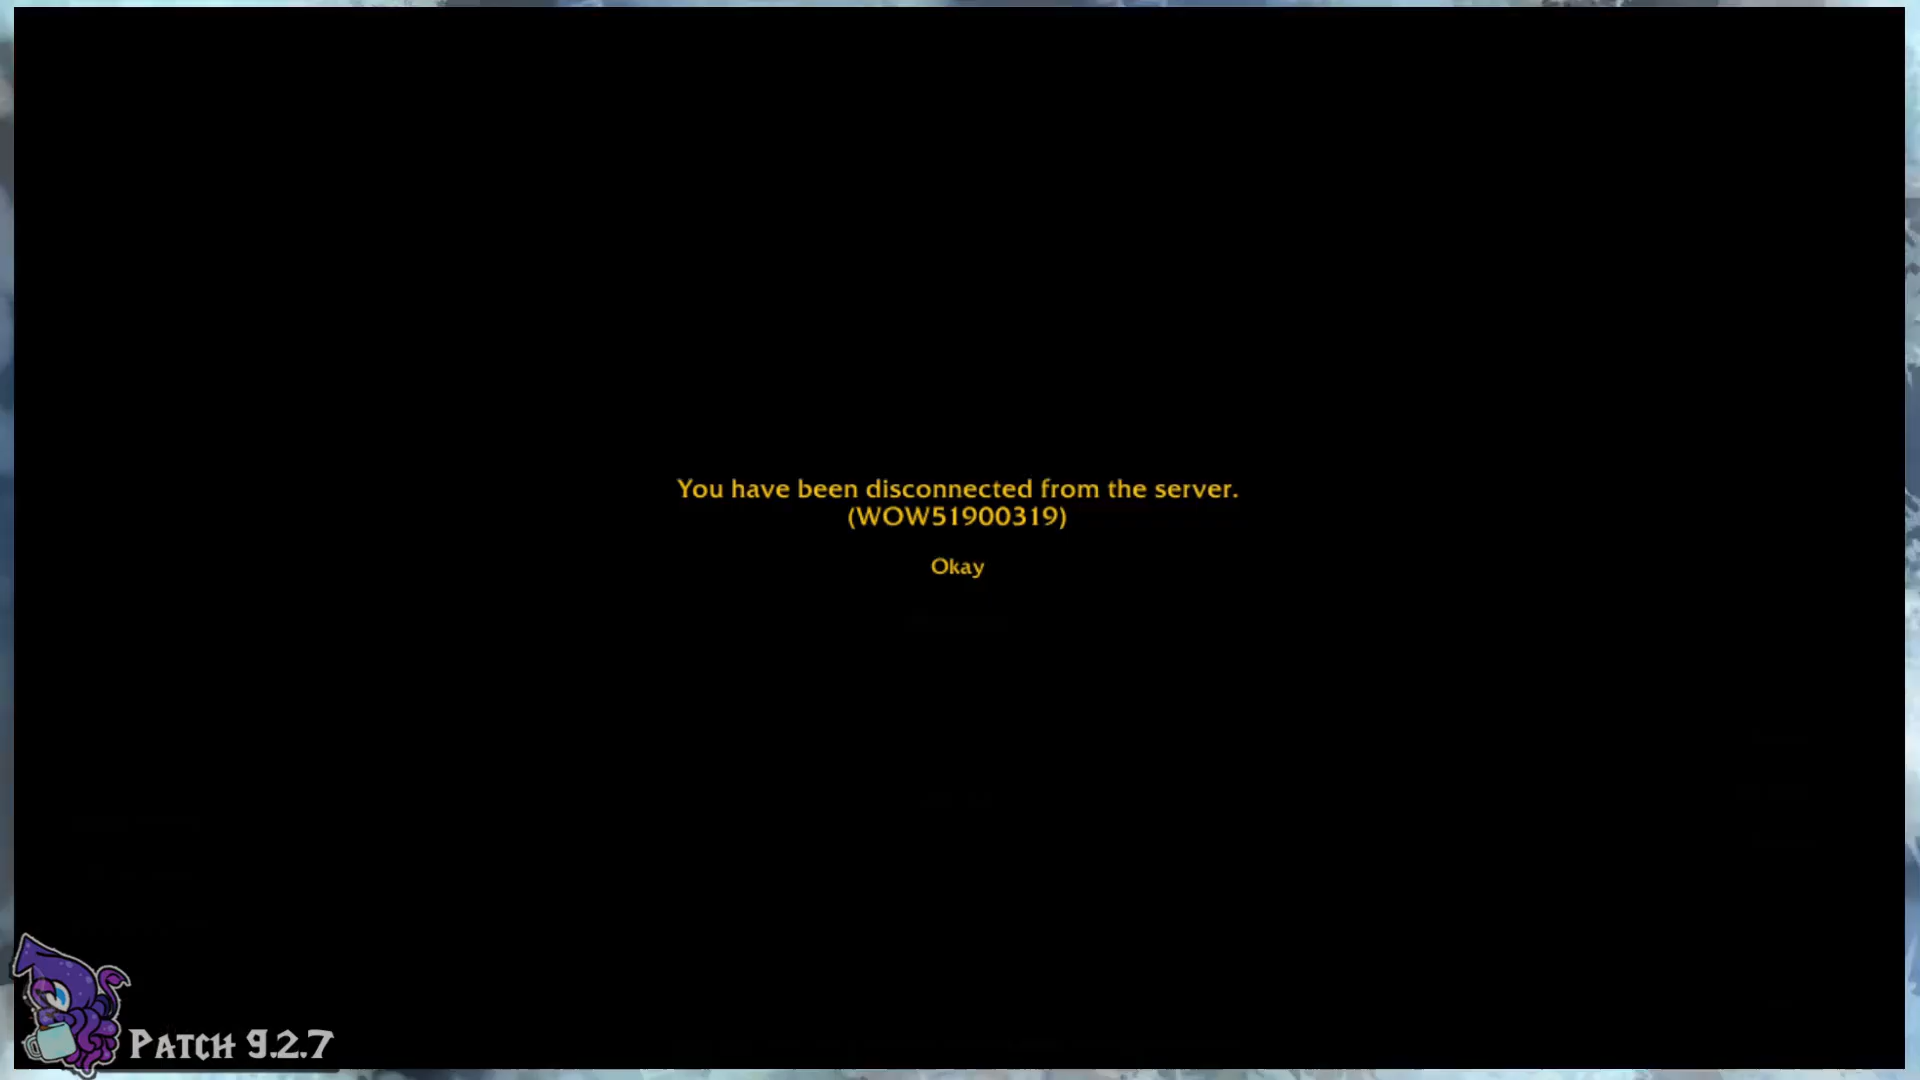 You have been disconnected from the server.
(WOW51900319)
Okay
Patch 9.2.7